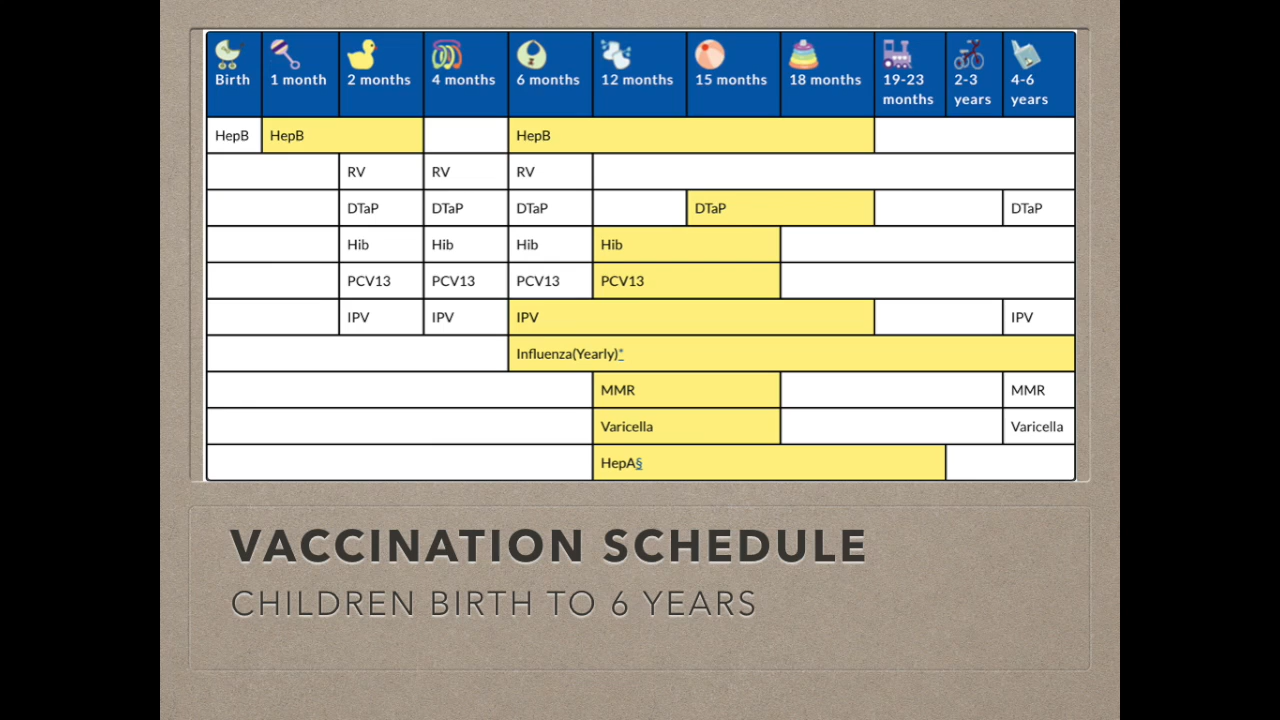 Birth 1 month 2 months 4 months 6 months 12 months 15 months 18 months 19-23 months 2-3 years 4-6 years
HepB HepB HepB
RV RV RV
DTaP DTaP DTaP DTaP DTaP
Hib Hib Hib Hib
PCV13 PCV13 PCV13 PCV13
IPV IPV IPV IPV
Influenza(Yearly)*
MMR MMR
Varicella Varicella
HepA§
VACCINATION SCHEDULE
CHILDREN BIRTH TO 6 YEARS